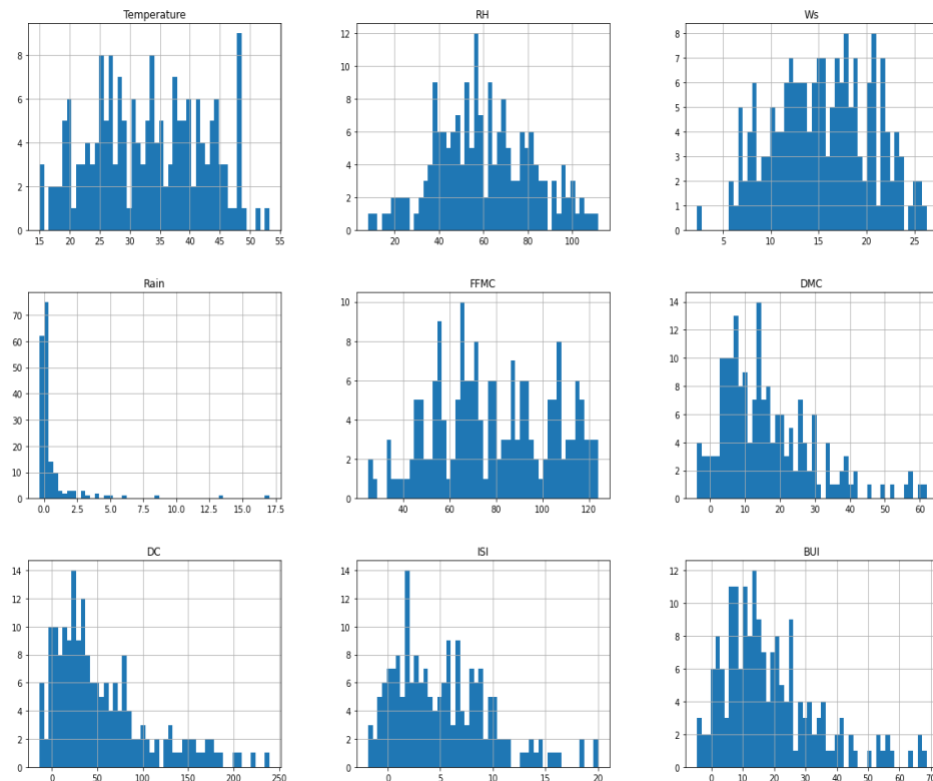 Temperature RH Ws
8 6 4 2 0
12 10 8 6 4 2 0
8 7 6 5 4 3 2 1 0
15 20 25 30 35 40 45 50 55
20 40 60 80 100
5 10 15 20 25
Rain FFMC DMC
70 60 50 40 30 20 10 0
10 8 6 4 2 0
14 12 10 8 6 4 2 0
0.0 2.5 5.0 7.5 10.0 12.5 15.0 17.5
40 60 80 100 120
0 10 20 30 40 50 60
DC ISI BUI
14 12 10 8 6 4 2 0
14 12 10 8 6 4 2 0
12 10 8 6 4 2 0
0 50 100 150 200 250
0 5 10 15 20
0 10 20 30 40 50 60 70